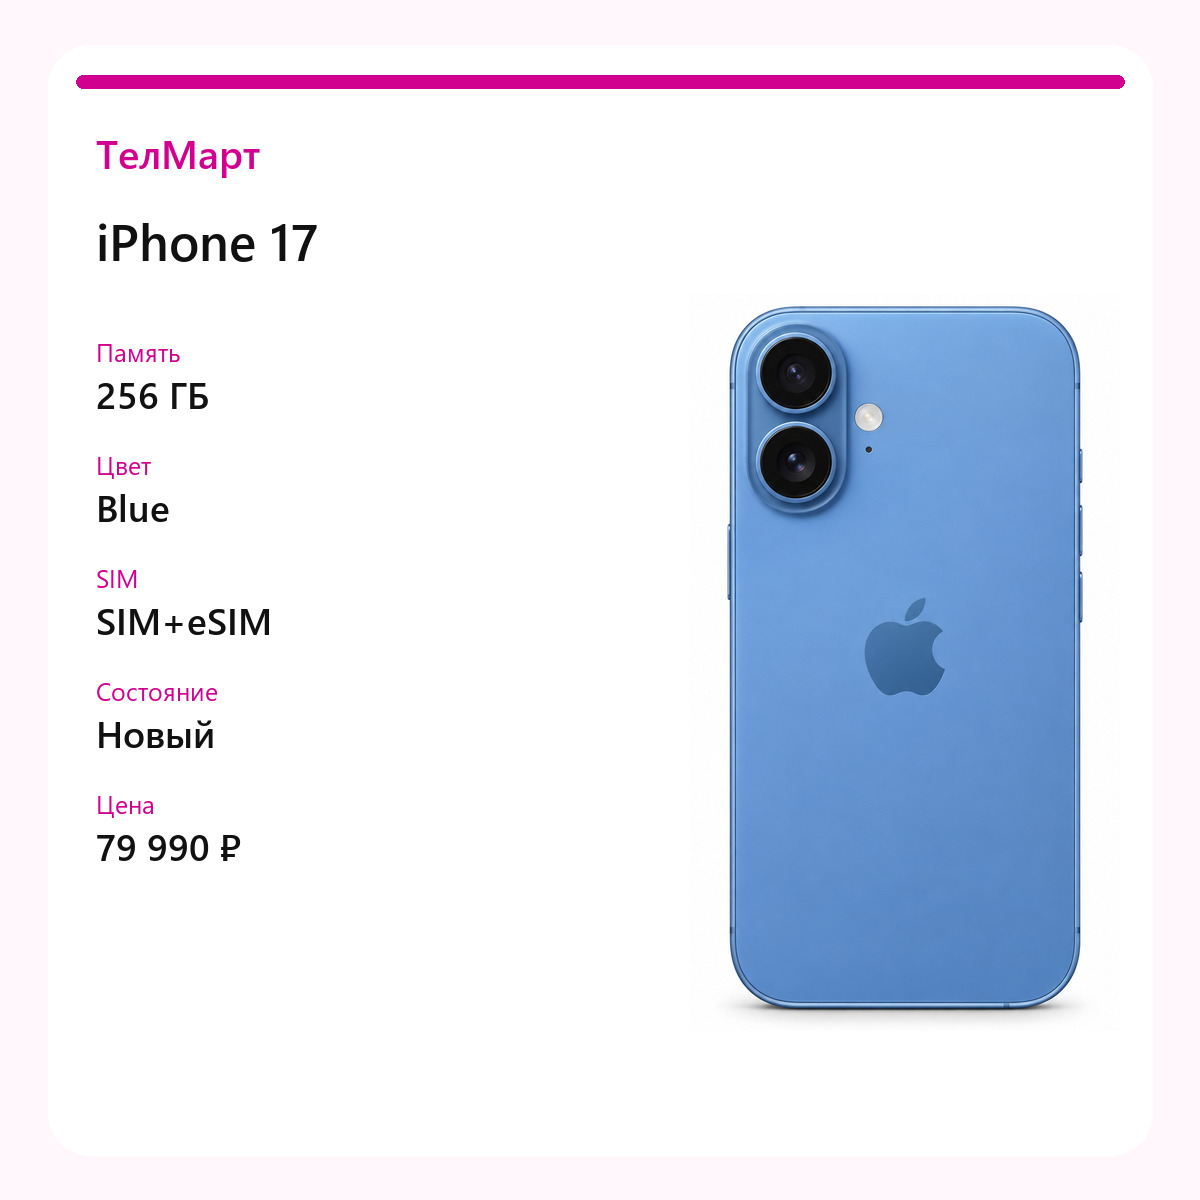 ТелМарт
iPhone 17
Память
256 ГБ
Цвет
Blue
SIM
SIM+eSIM
Состояние
Новый
Цена
79 990 ₽